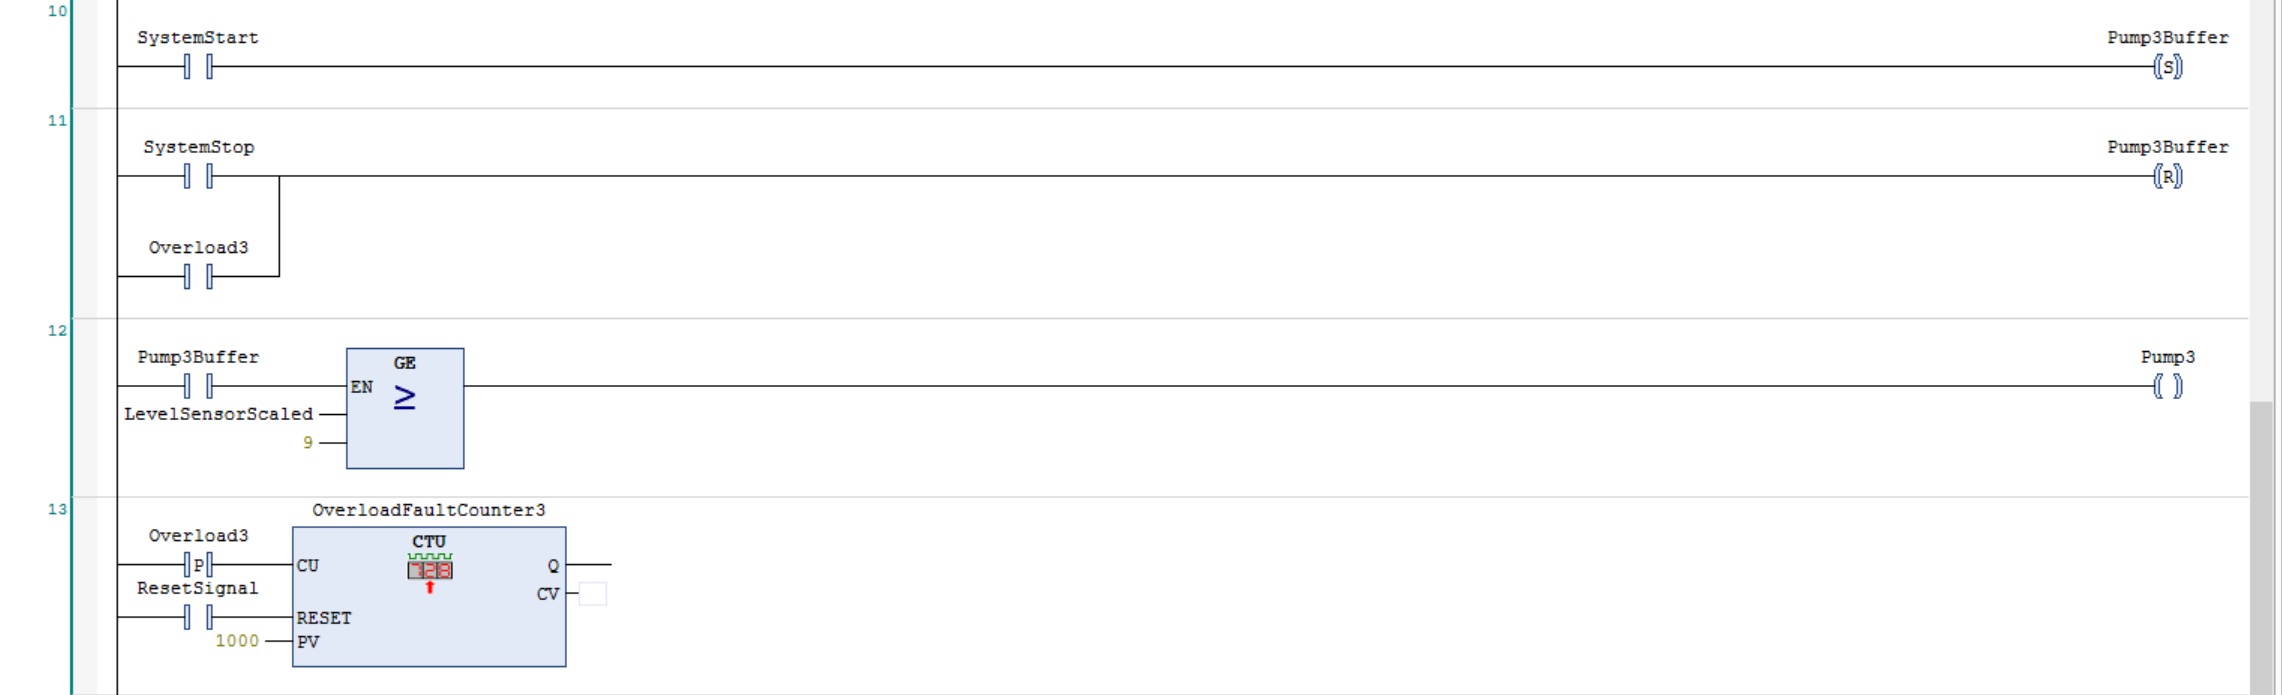 10
SystemStart
Pump3Buffer
S
11
SystemStop
Pump3Buffer
R
Overload3
12
Pump3Buffer
GE
Pump3
EN
≥
LevelSensorScaled
9
13
OverloadFaultCounter3
Overload3
CTU
P
CU
Q
ResetSignal
CV
RESET
1000
PV